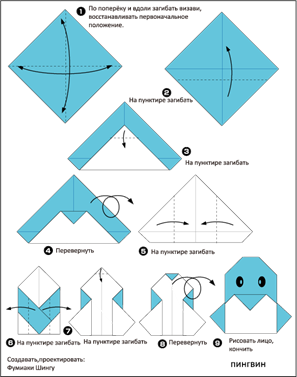 1 По поперёку и вдоли загибать визави,
восстанавливать первоначальное
положение.
2
На пунктире загибать
3
На пунктире загибать
4 Перевернуть
5 На пунктире загибать
6 На пунктире загибать
7 На пунктире загибать
8 Перевернуть
9 Рисовать лицо,
кончить
Создавать,проектировать:
Фумиаки Шингу
ПИНГВИН